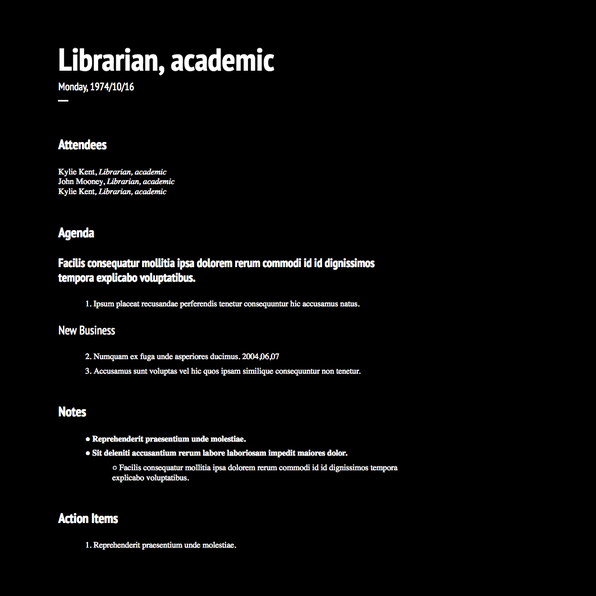 Librarian, academic
Monday, 1974/10/16
Attendees
Kylie Kent, Librarian, academic
John Mooney, Librarian, academic
Kylie Kent, Librarian, academic
Agenda
Facilis consequatur mollitia ipsa dolorem rerum commodi id id dignissimos
tempora explicabo voluptatibus.
1. Ipsum placeat recusandae perferendis tenetur consequuntur hic accusamus natus.
New Business
2. Numquam ex fuga unde asperiores ducimus. 2004,06,07
3. Accusamus sunt voluptas vel hic quos ipsam similique consequuntur non tenetur.
Notes
● Reprehenderit praesentium unde molestiae.
● Sit deleniti accusantium rerum labore laboriosam impedit maiores dolor.
○ Facilis consequatur mollitia ipsa dolorem rerum commodi id id dignissimos tempora
explicabo voluptatibus.
Action Items
1. Reprehenderit praesentium unde molestiae.